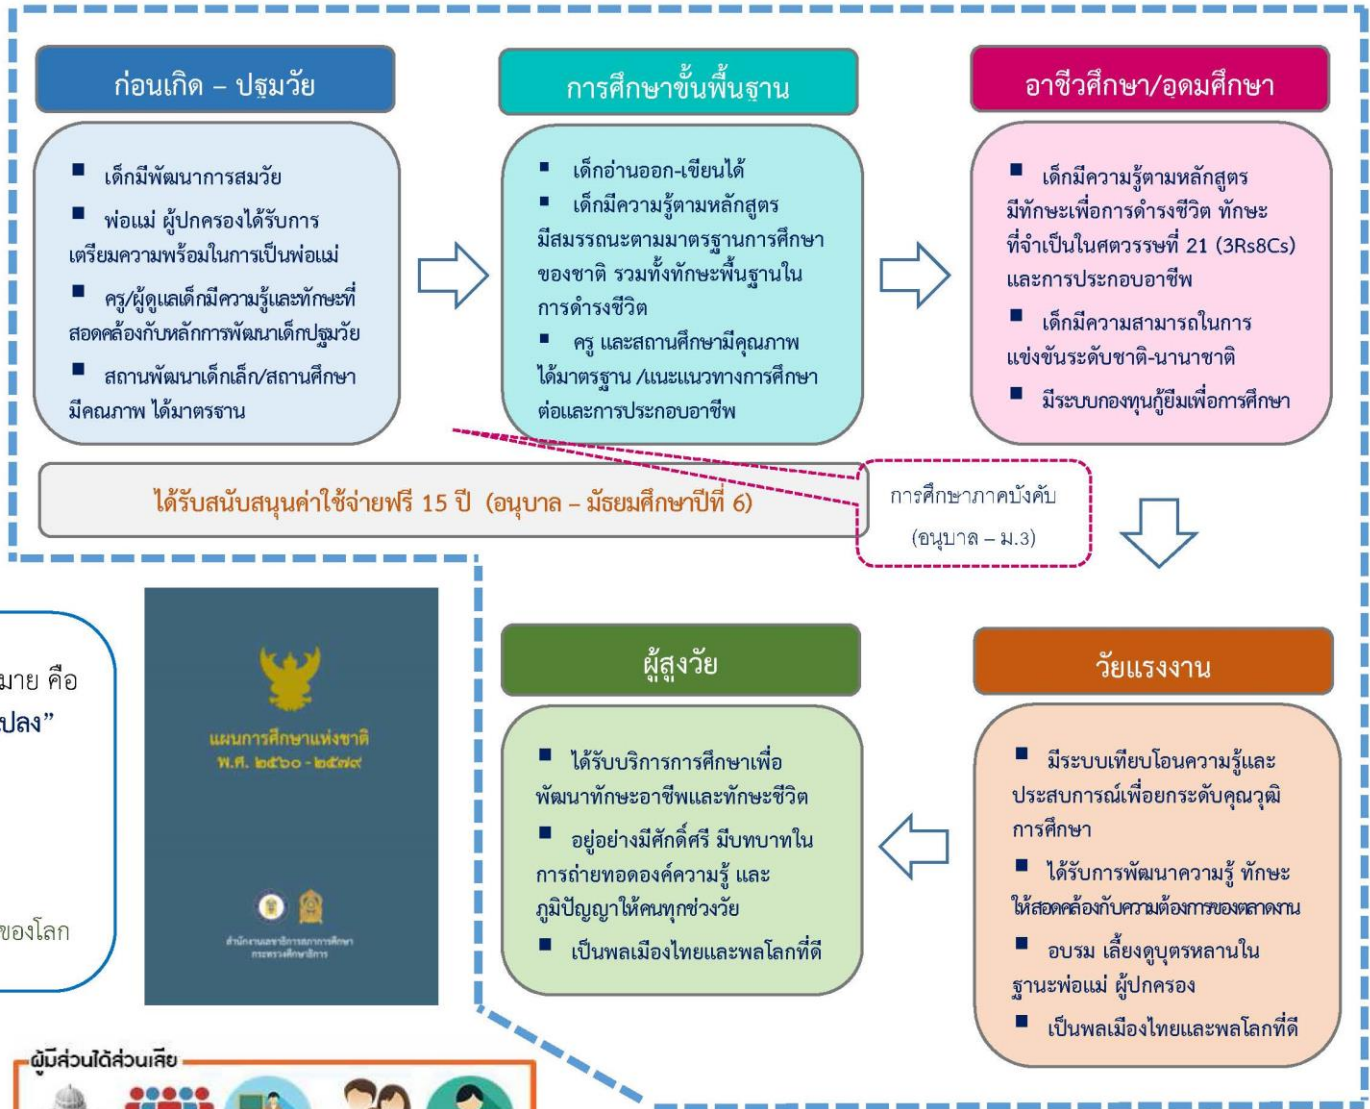 ก่อนเกิด – ปฐมวัย
■ เด็กมีพัฒนาการสมวัย
■ พ่อแม่ ผู้ปกครองได้รับการ
เตรียมความพร้อมในการเป็นพ่อแม่
■ ครู/ผู้ดูแลเด็กมีความรู้และทักษะที่
สอดคล้องกับหลักการพัฒนาเด็กปฐมวัย
■ สถานพัฒนาเด็กเล็ก/สถานศึกษา
มีคุณภาพ ได้มาตรฐาน
การศึกษาขั้นพื้นฐาน
■ เด็กอ่านออก-เขียนได้
■ เด็กมีความรู้ตามหลักสูตร
มีสมรรถนะตามมาตรฐานการศึกษา
ของชาติ รวมทั้งทักษะพื้นฐานใน
การดำรงชีวิต
■ ครู และสถานศึกษามีคุณภาพ
ได้มาตรฐาน /แนะแนวทางการศึกษา
ต่อและการประกอบอาชีพ
อาชีวศึกษา/อุดมศึกษา
■ เด็กมีความรู้ตามหลักสูตร
มีทักษะเพื่อการดำรงชีวิต ทักษะ
ที่จำเป็นในศตวรรษที่ 21 (3Rs8Cs)
และการประกอบอาชีพ
■ เด็กมีความสามารถในการ
แข่งขันระดับชาติ-นานาชาติ
■ มีระบบกองทุนกู้ยืมเพื่อการศึกษา
ได้รับสนับสนุนค่าใช้จ่ายฟรี 15 ปี (อนุบาล – มัธยมศึกษาปีที่ 6)
การศึกษาภาคบังคับ
(อนุบาล – ม.3)
มาย คือ
ปลง”
ของโลก
แผนการศึกษาแห่งชาติ
พ.ศ. ๒๕๖๐ - ๒๕๗๙
สำนักงานเลขาธิการสภาการศึกษา
กระทรวงศึกษาธิการ
ผู้สูงวัย
■ ได้รับบริการการศึกษาเพื่อ
พัฒนาทักษะอาชีพและทักษะชีวิต
■ อยู่อย่างมีศักดิ์ศรี มีบทบาทใน
การถ่ายทอดองค์ความรู้ และ
ภูมิปัญญาให้คนทุกช่วงวัย
■ เป็นพลเมืองไทยและพลโลกที่ดี
วัยแรงงาน
■ มีระบบเทียบโอนความรู้และ
ประสบการณ์เพื่อยกระดับคุณวุฒิ
การศึกษา
■ ได้รับการพัฒนาความรู้ ทักษะ
ให้สอดคล้องกับความต้องการของตลาดงาน
■ อบรม เลี้ยงดูบุตรหลานใน
ฐานะพ่อแม่ ผู้ปกครอง
■ เป็นพลเมืองไทยและพลโลกที่ดี
ผู้มีส่วนได้ส่วนเสีย